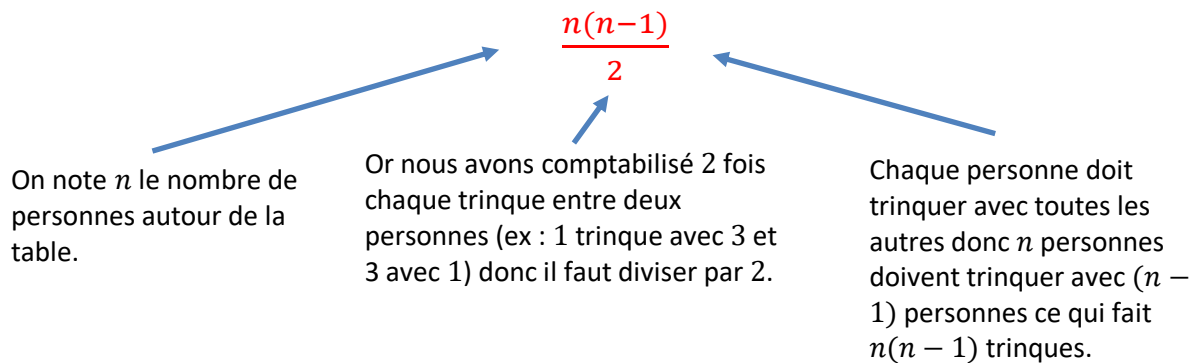 n(n−1)
2
On note n le nombre de
personnes autour de la
table.
Or nous avons comptabilisé 2 fois
chaque trinque entre deux
personnes (ex : 1 trinque avec 3 et
3 avec 1) donc il faut diviser par 2.
Chaque personne doit
trinquer avec toutes les
autres donc n personnes
doivent trinquer avec (n −
1) personnes ce qui fait
n(n − 1) trinques.